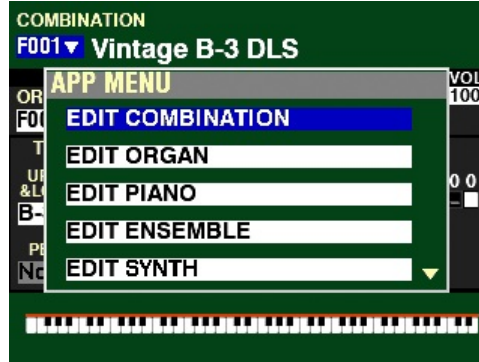 COMBINATION
F001▼ Vintage B-3 DLS
APP MENU
VOL
100
EDIT COMBINATION
EDIT ORGAN
EDIT PIANO
EDIT ENSEMBLE
EDIT SYNTH